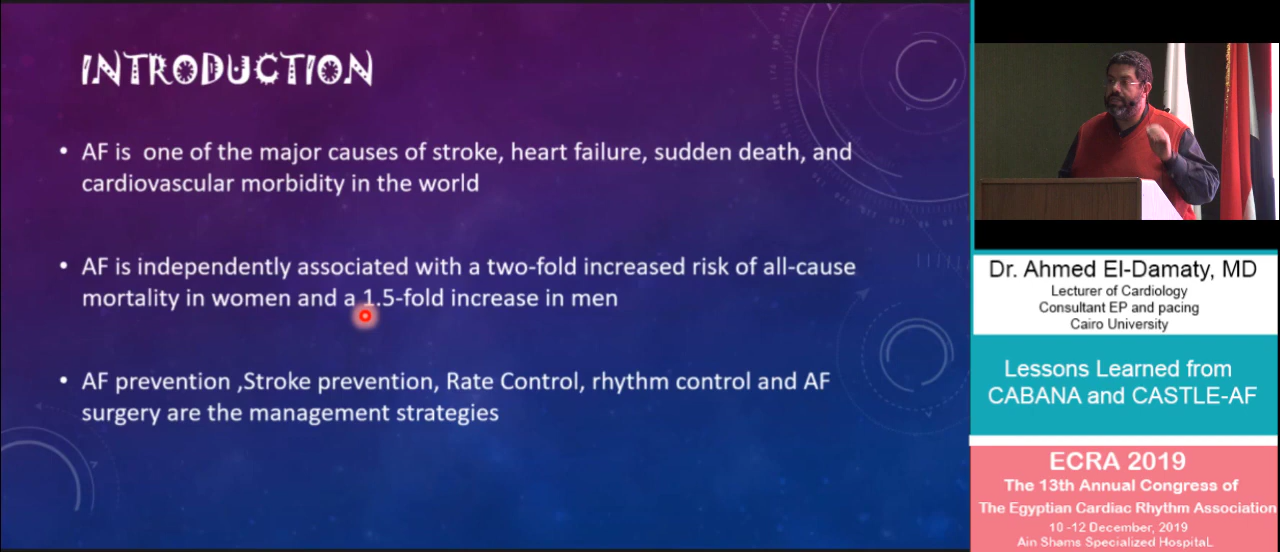 INTRODUCTION
• AF is one of the major causes of stroke, heart failure, sudden death, and
cardiovascular morbidity in the world
• AF is independently associated with a two-fold increased risk of all-cause
mortality in women and a 1.5-fold increase in men
• AF prevention ,Stroke prevention, Rate Control, rhythm control and AF
surgery are the management strategies
Dr. Ahmed El-Damaty, MD
Lecturer of Cardiology
Consultant EP and pacing
Cairo University
Lessons Learned from
CABANA and CASTLE-AF
ECRA 2019
The 13th Annual Congress of
The Egyptian Cardiac Rhythm Association
10 -12 December, 2019
Ain Shams Specialized HospitaL